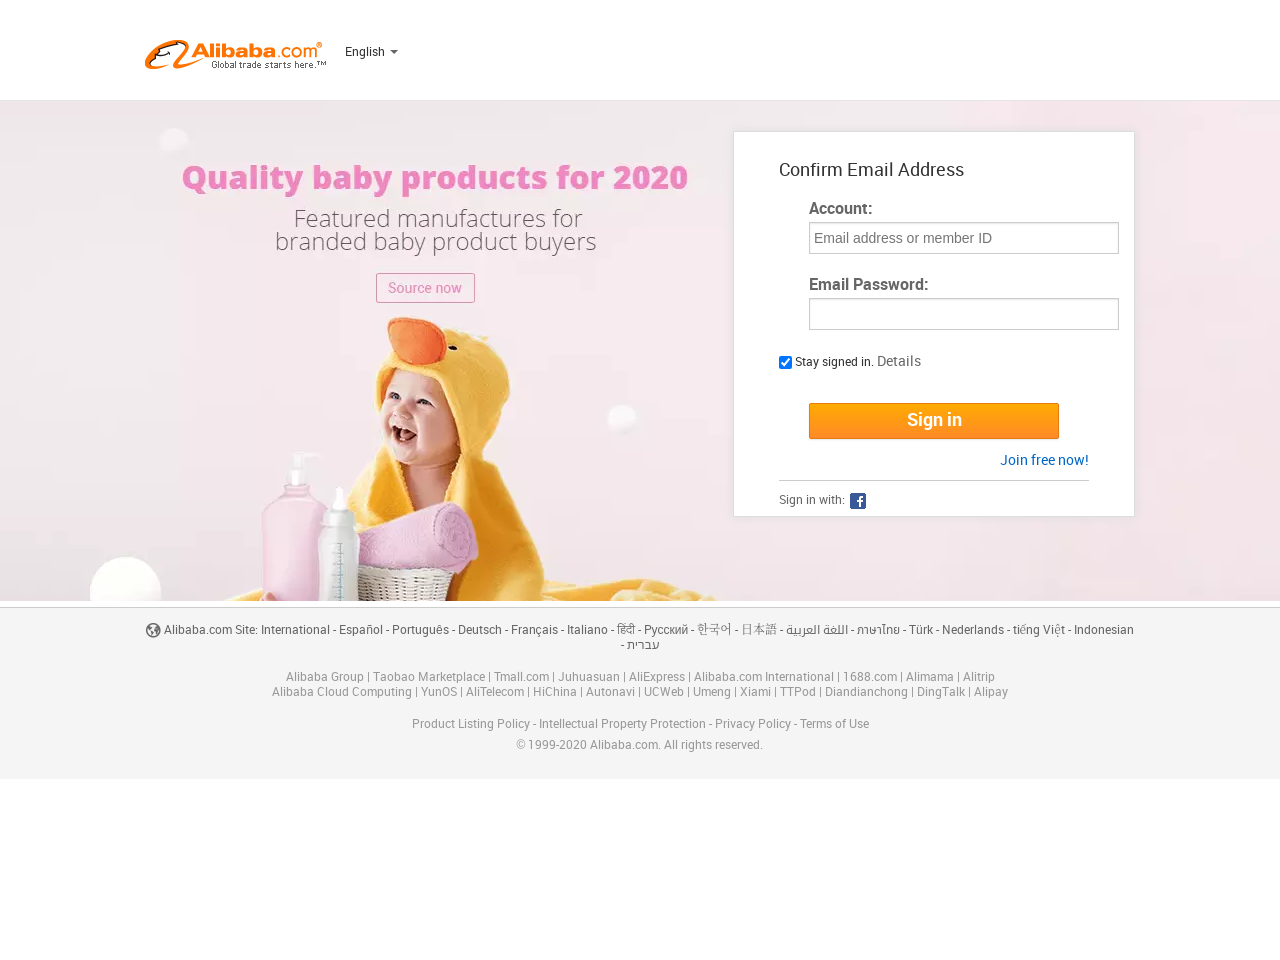 Alibaba.com®
Global trade starts here.™
English
Quality baby products for 2020
Featured manufactures for
branded baby product buyers
Source now
Confirm Email Address
Account:
Email address or member ID
Email Password:
Stay signed in. Details
Sign in
Join free now!
Sign in with:
Alibaba.com Site: International - Español - Português - Deutsch - Français - Italiano - हिंदी - Русский - 한국어 - 日本語 - اللغة العربية - ภาษาไทย - Türk - Nederlands - tiếng Việt - Indonesian
- עברית
Alibaba Group | Taobao Marketplace | Tmall.com | Juhuasuan | AliExpress | Alibaba.com International | 1688.com | Alimama | Alitrip
Alibaba Cloud Computing | YunOS | AliTelecom | HiChina | Autonavi | UCWeb | Umeng | Xiami | TTPod | Diandianchong | DingTalk | Alipay
Product Listing Policy - Intellectual Property Protection - Privacy Policy - Terms of Use
© 1999-2020 Alibaba.com. All rights reserved.